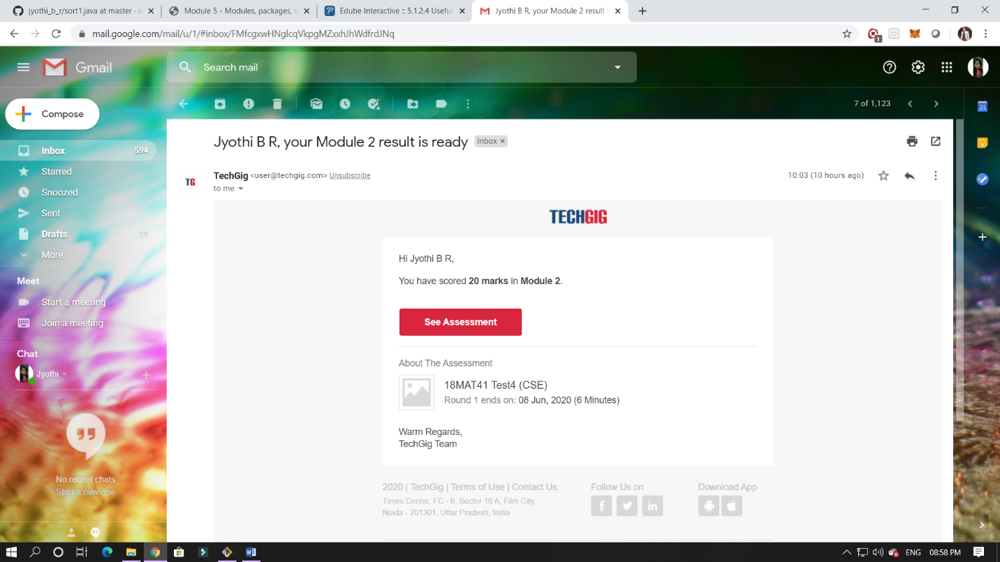 jyothi_b_r/sort1.java at master · a
Module 5 - Modules, packages, s
Edube Interactive :: 5.1.2.4 Useful
Jyothi B R, your Module 2 result i
mail.google.com/mail/u/1/#inbox/FMfcgxwHNglcqVkpgMZxxhJhWdfrdJNq
1
Gmail
Search mail
Compose
7 of 1,123
31
Inbox 594
Starred
Snoozed
Sent
Drafts 11
More
Meet
Start a meeting
Join a meeting
Chat
Jyothi
No recent chats
Start a new one
Jyothi B R, your Module 2 result is ready Inbox ×
TG
TechGig <user@techgig.com> Unsubscribe
10:03 (10 hours ago)
to me
TECHGIG
Hi Jyothi B R,
You have scored 20 marks in Module 2.
See Assessment
About The Assessment
18MAT41 Test4 (CSE)
Round 1 ends on: 08 Jun, 2020 (6 Minutes)
Warm Regards,
TechGig Team
2020 | TechGig | Terms of Use | Contact Us
Times Center, FC - 6, Sector 16 A, Film City,
Noida - 201301, Uttar Pradesh, India
Follow Us on
Download App
ENG 08:58 PM